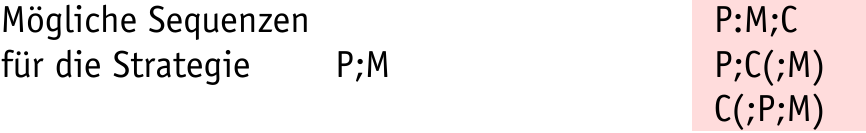 Mögliche Sequenzen P:M;C
für die Strategie P;M P;C(;M)
C(;P;M)